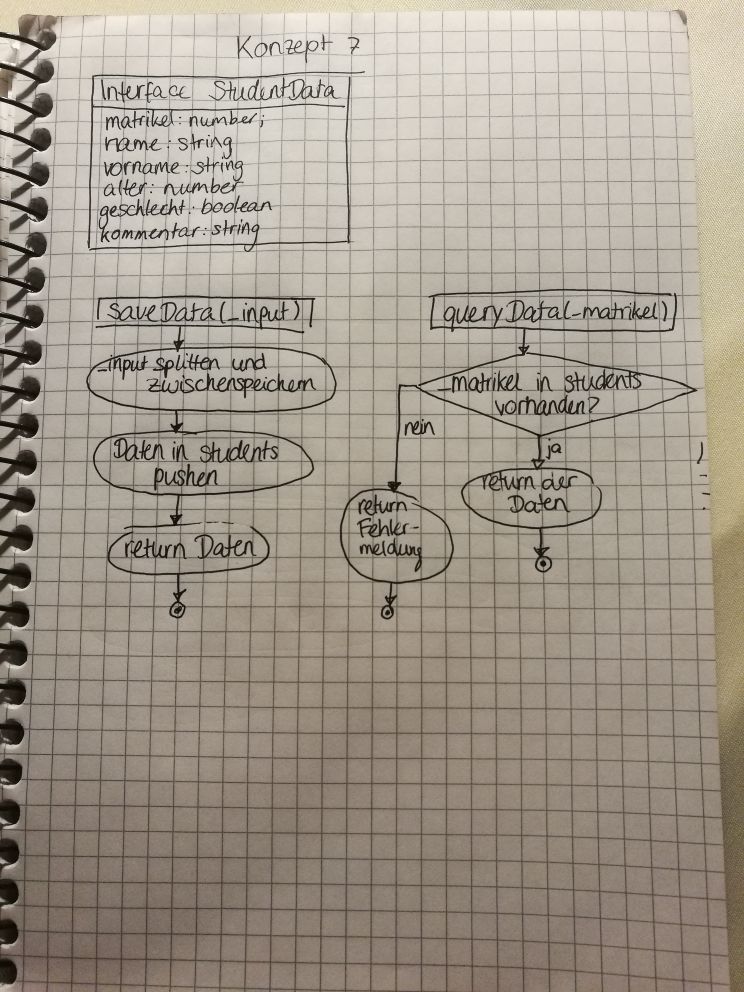 Konzept 7
Interface StudentData
matrikel: number;
name: string
vorname: string
alter: number
geschlecht: boolean
kommentar: string
saveData(_input)
_input splitten und
zwischenspeichern
Daten in students
pushen
return Daten
queryData(_matrikel)
_matrikel in students
vorhanden?
nein
ja
return
Fehler-
meldung
return der
Daten